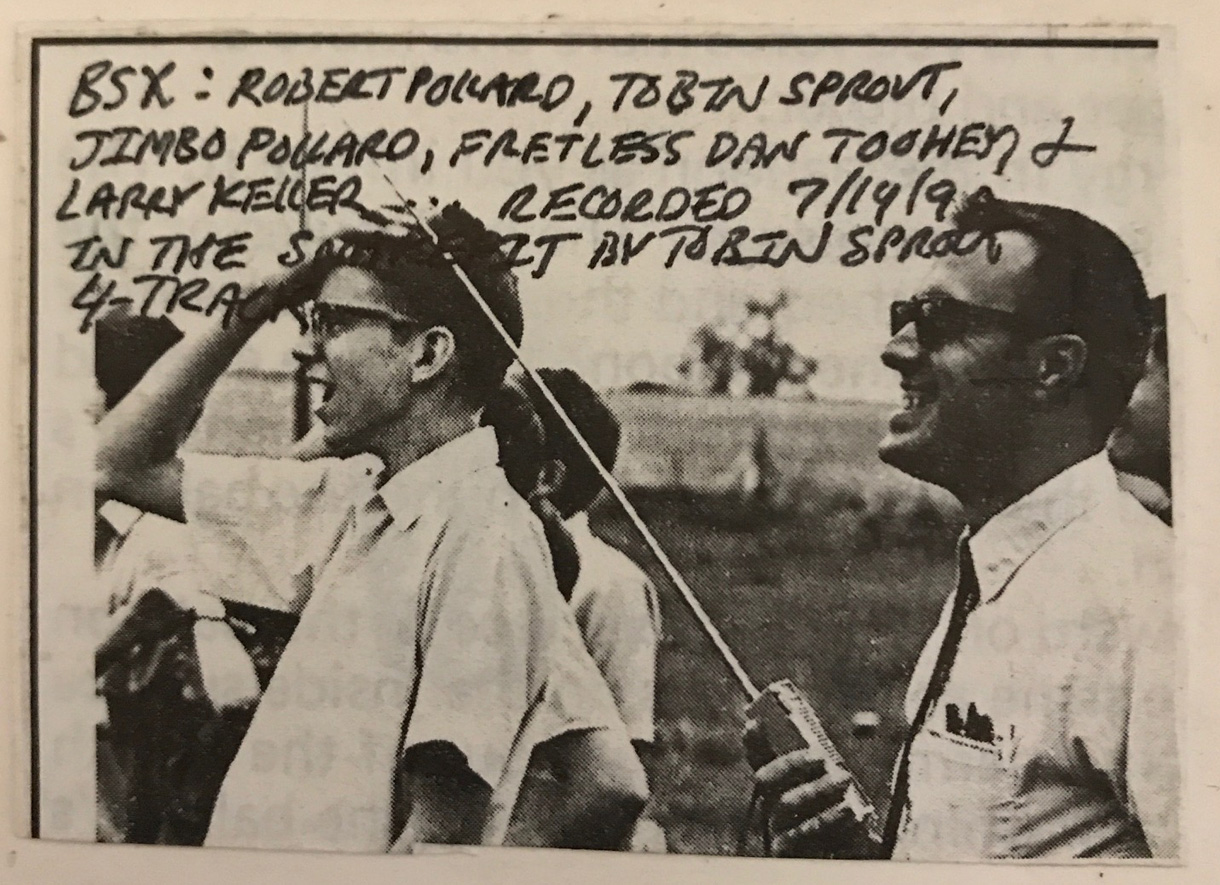 BSX: ROBERT POLLARD, TOBIN SPROUT,
JIMBO POLLARD, FRETLESS DAN TOOHEY, &
LARRY KELLER ... RECORDED
IN THE BY TOBIN SPROUT
4-TRACK